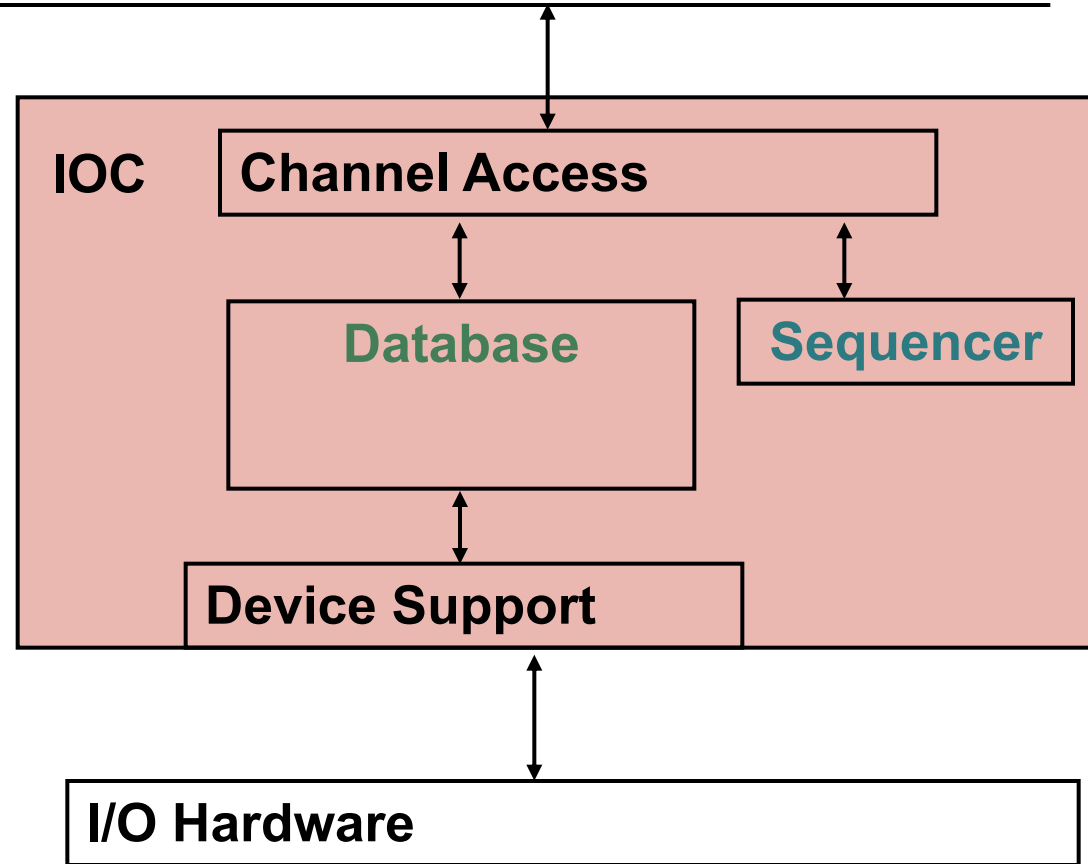 IOC
Channel Access
Database
Sequencer
Device Support
I/O Hardware